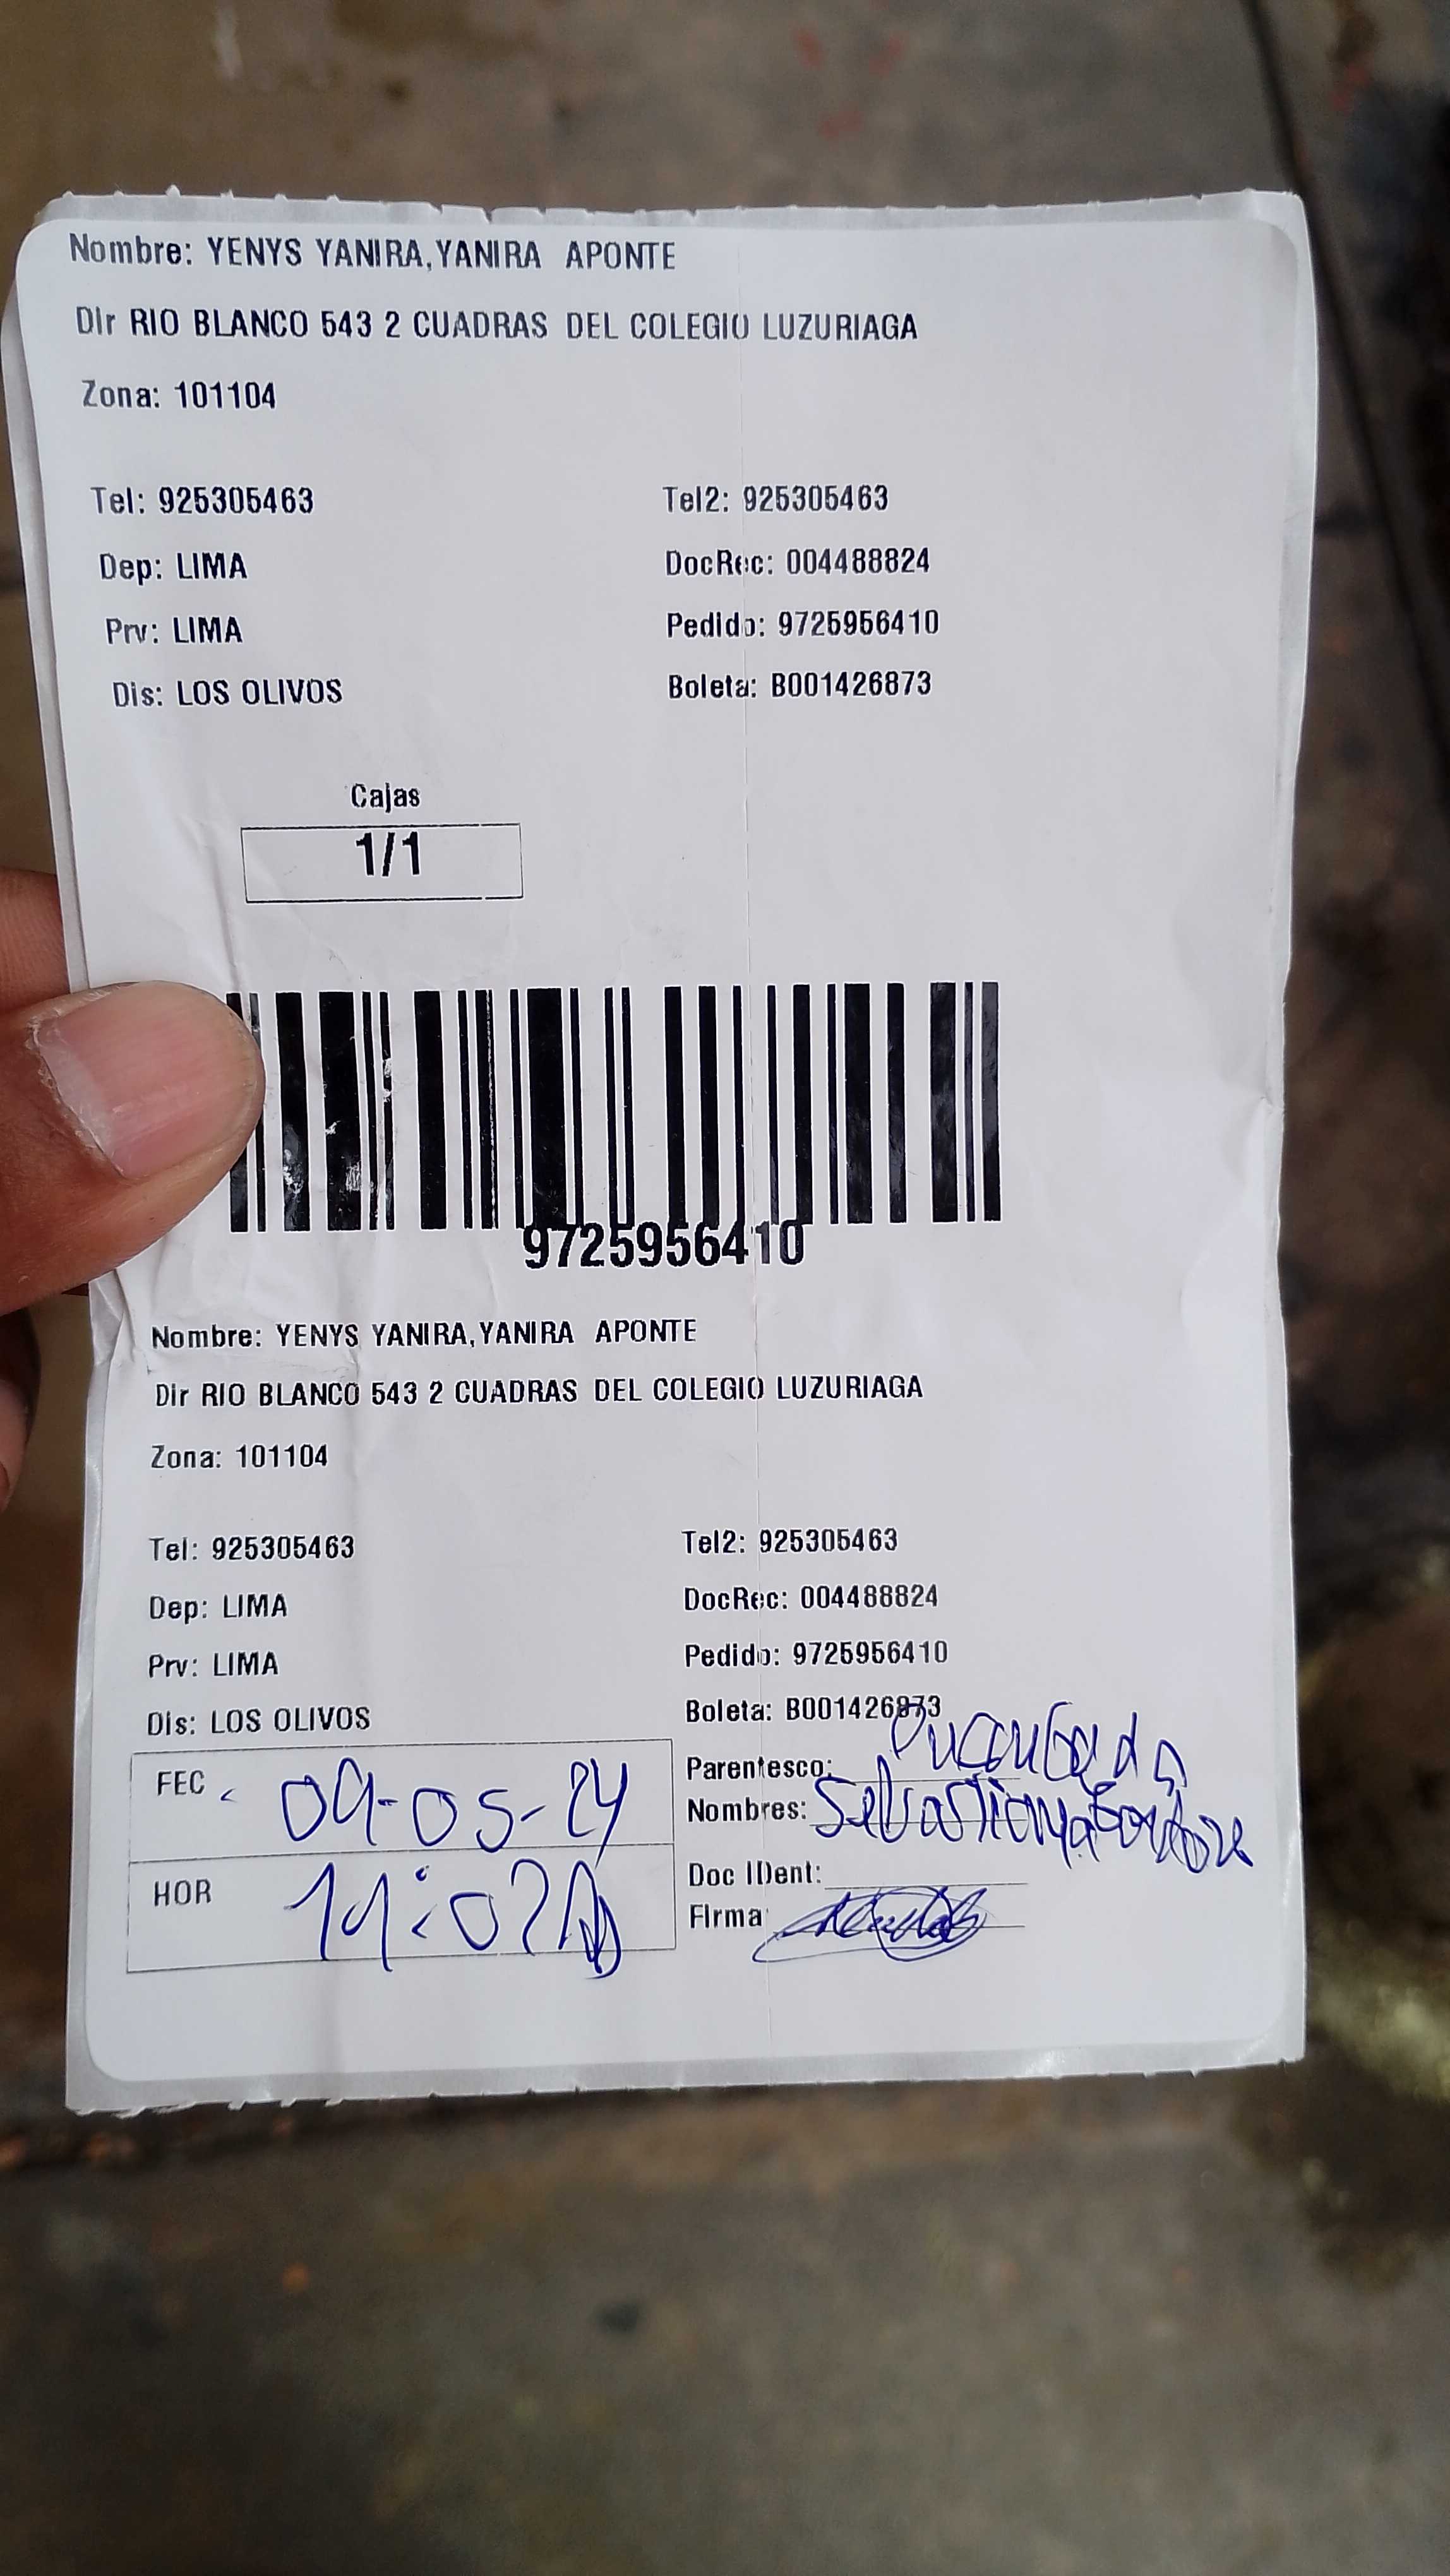 Nombre: YENYS YANIRA,YANIRA APONTE
Dir RIO BLANCO 543 2 CUADRAS DEL COLEGIO LUZURIAGA
Zona: 101104
Tel: 925305463 Tel2: 925305463
Dep: LIMA DocRec: 004488824
Prv: LIMA Pedido: 9725956410
Dis: LOS OLIVOS Boleta: B001426873
Cajas
1/1
9725956410
Nombre: YENYS YANIRA,YANIRA APONTE
Dir RIO BLANCO 543 2 CUADRAS DEL COLEGIO LUZURIAGA
Zona: 101104
Tel: 925305463 Tel2: 925305463
Dep: LIMA DocRec: 004488824
Prv: LIMA Pedido: 9725956410
Dis: LOS OLIVOS Boleta: B001426873
FEC 09-05-24 Parentesco:
Nombres:
HOR Doc IDent:
Firma